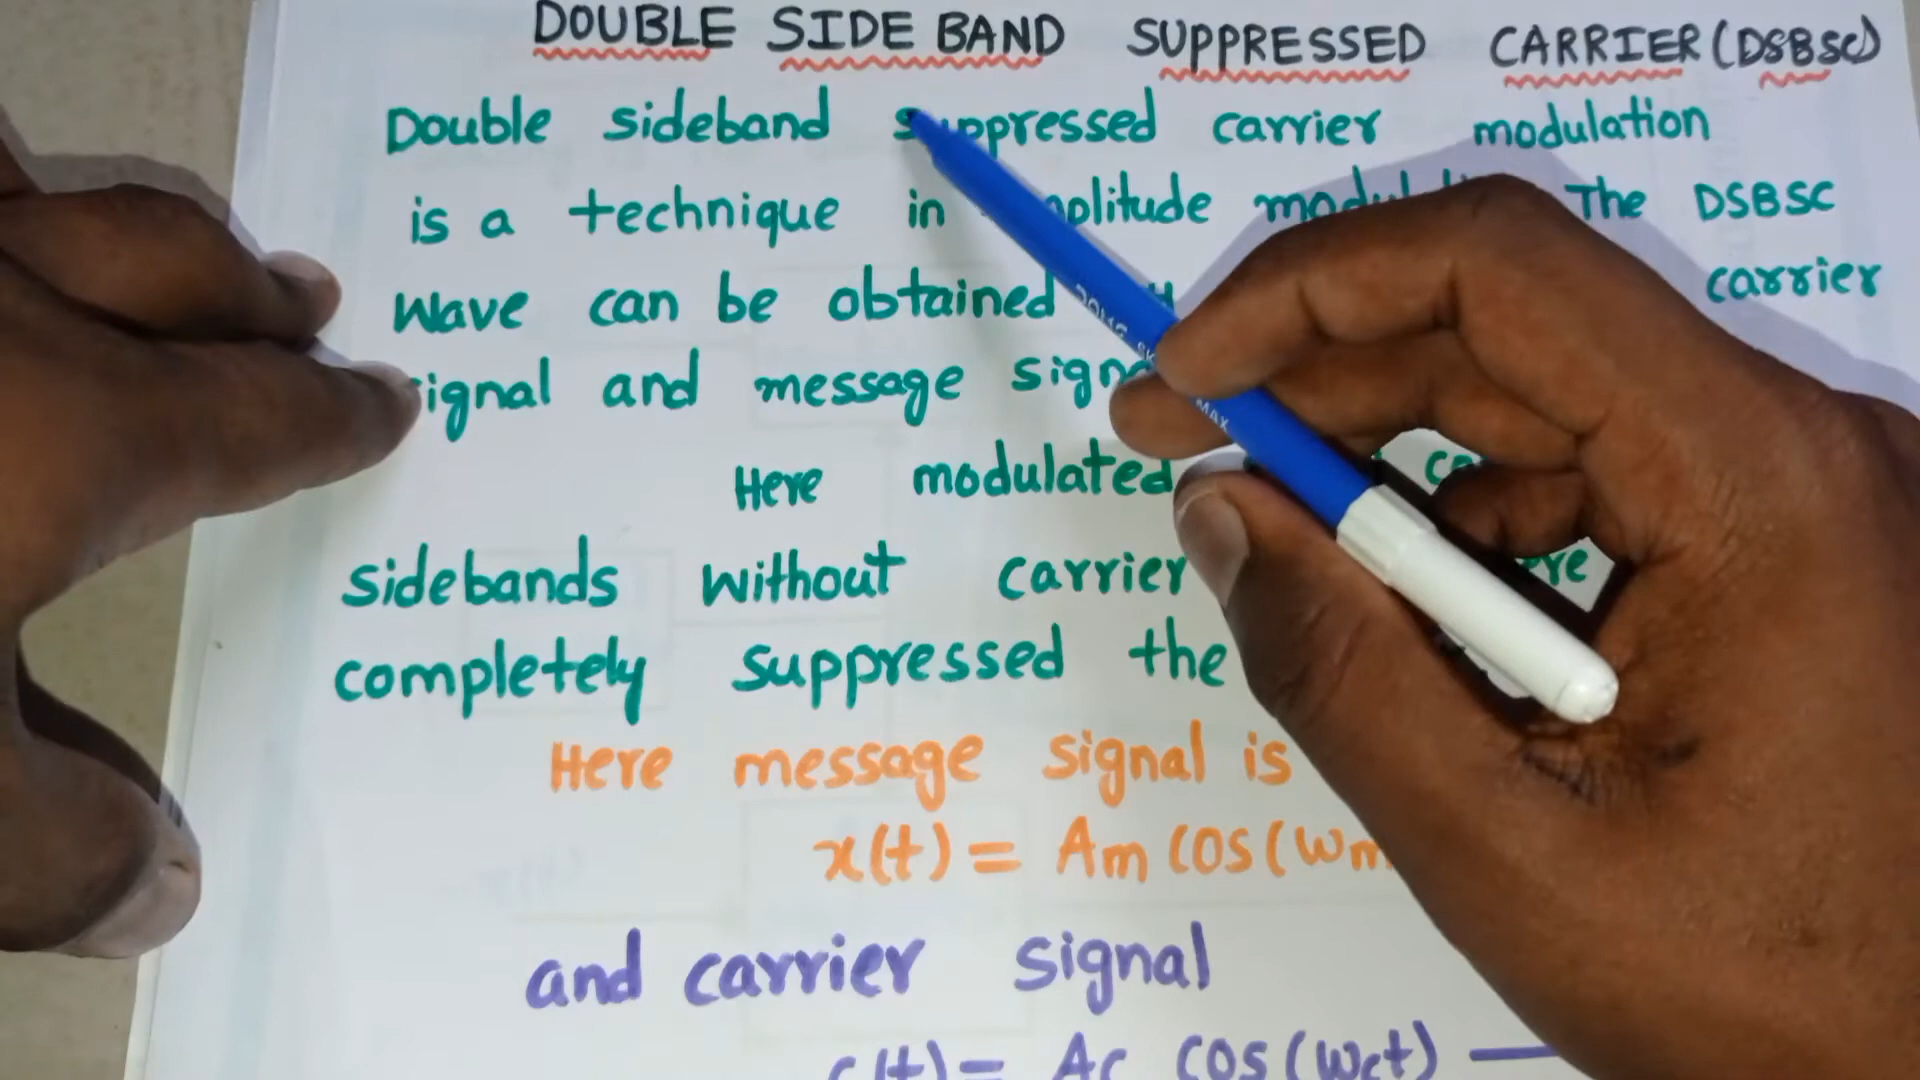 DOUBLE SIDE BAND SUPPRESSED CARRIER (DSBSC)
Double sideband suppressed carrier modulation
is a technique in The DSBSC
Wave can be obtained carrier
signal and message
Here modulated
sidebands without carrier
completely suppressed the
Here message signal is
x(t) = Am COS(Wm
and carrier signal
c(t) = Ac COS(Wct) —
MAX